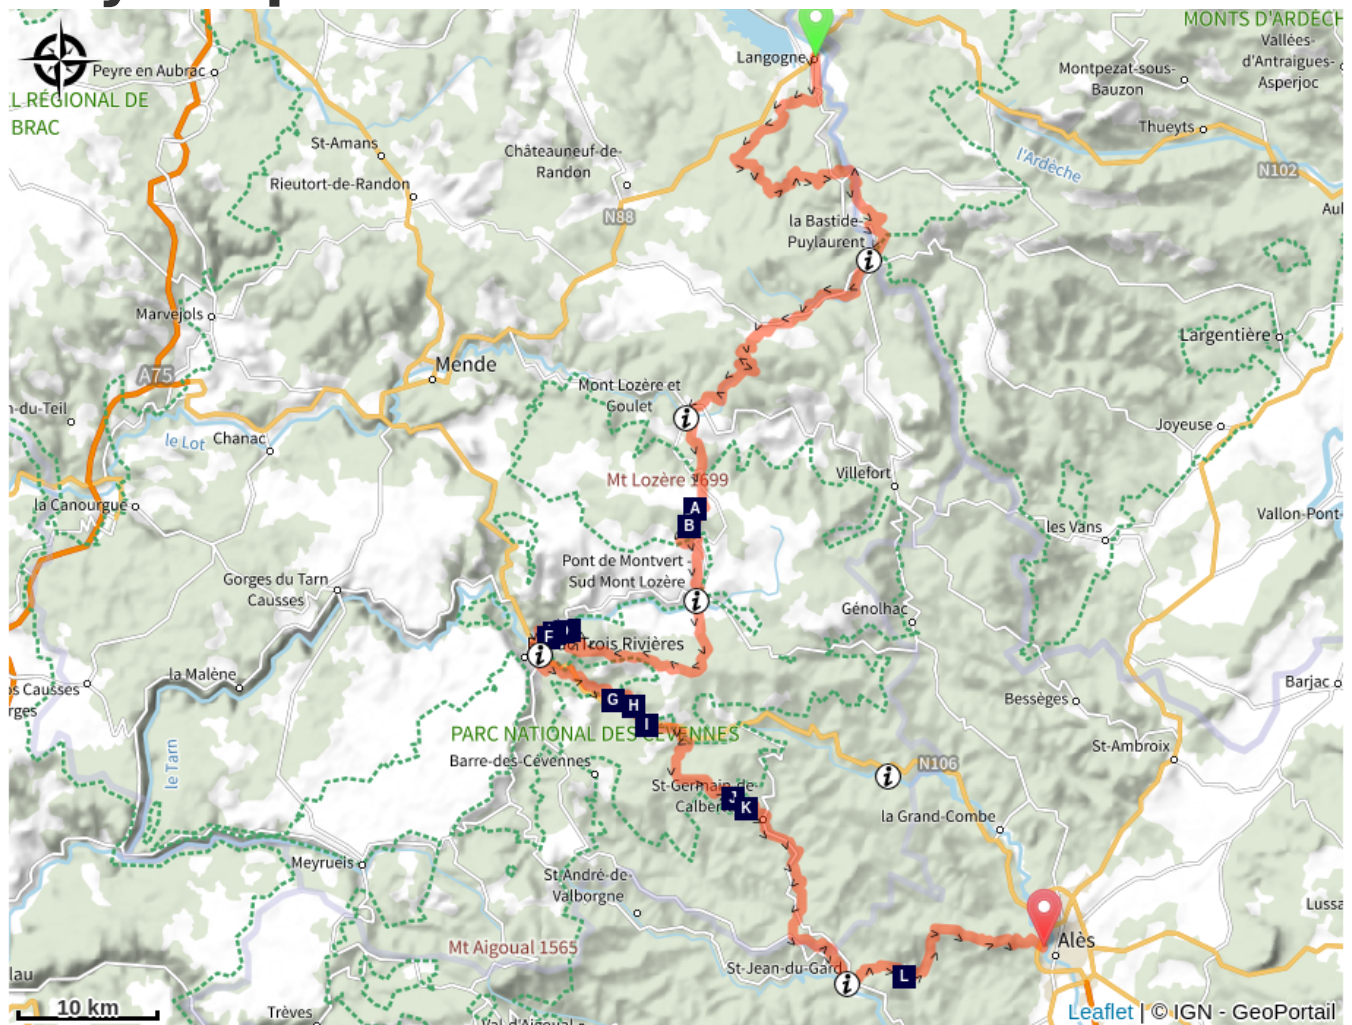 MONTS D'ARDÈCH
Langogne
Vallées-
d'Antraigues-
Asperjoc
Peyre en Aubrac
Montpezat-sous-
Bauzon
L RÉGIONAL DE
BRAC
Thueyts
St-Amans
Châteauneuf-de-
Randon
l'Ardèche
N102
Rieutort-de-Randon
N88
Aul
la Bastide-
Puylaurent
i
Marvejols
Largentière
A75
Mende
Mont Lozère et
Goulet
i
n-du-Teil
le Lot
Chanac
Joyeuse
Mt Lozère 1699
Villefort
la Canourgue
A
B
Vallon-Pont-
les Vans
Pont de Montvert -
Sud Mont Lozère
Gorges du Tarn
Causses
i
Génolhac
F
Trois Rivières
i
la Malène
os Causses
rges
Barjac
G
H
I
Bessèges
PARC NATIONAL DES CÉVENNES
St-Ambroix
le Tarn
Barre-des-Cévennes
N106
i
St-Germain-de-
Calber
J
K
la Grand-Combe
Meyrueis
St-André-de-
Valborgne
Lussa
Mt Aigoual 1565
Alès
St-Jean-du-Gard
i
L
lau
10 km
Trèves
Val-d'Aigoual
Leaflet | © IGN - GeoPortail